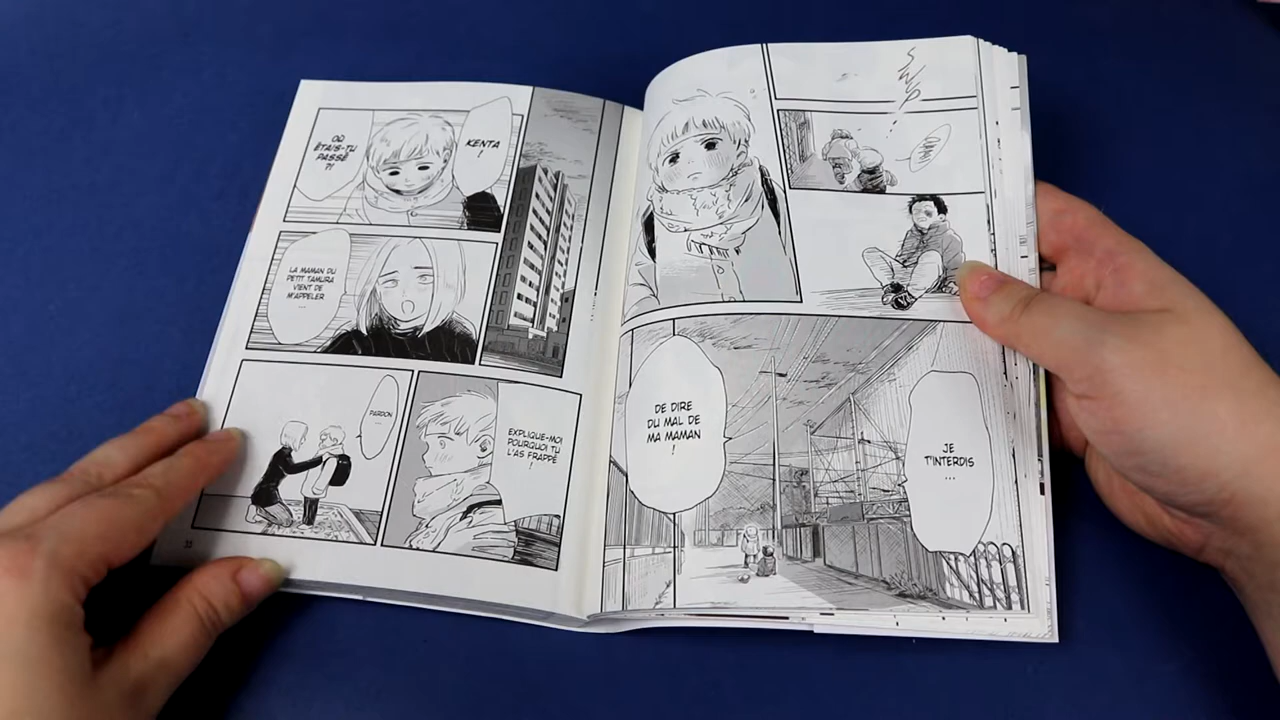 JE
T'INTERDIS
...
DE DIRE
DU MAL DE
MA MAMAN
!
KENTA
!
OÙ
ÉTAIS-TU
PASSÉ
?!
LA MAMAN DU
PETIT TAMURA
VIENT DE
M'APPELER
...
EXPLIQUE-MOI
POURQUOI TU
L'AS FRAPPÉ
!
PARDON
...